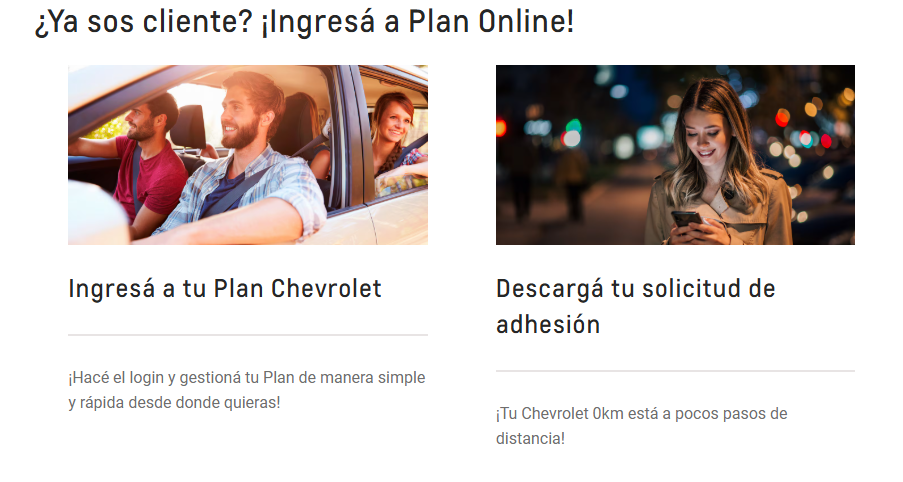 ¿Ya sos cliente? ¡Ingresá a Plan Online!
Ingresá a tu Plan Chevrolet
¡Hacé el login y gestioná tu Plan de manera simple
y rápida desde donde quieras!
Descargá tu solicitud de
adhesión
¡Tu Chevrolet 0km está a pocos pasos de
distancia!